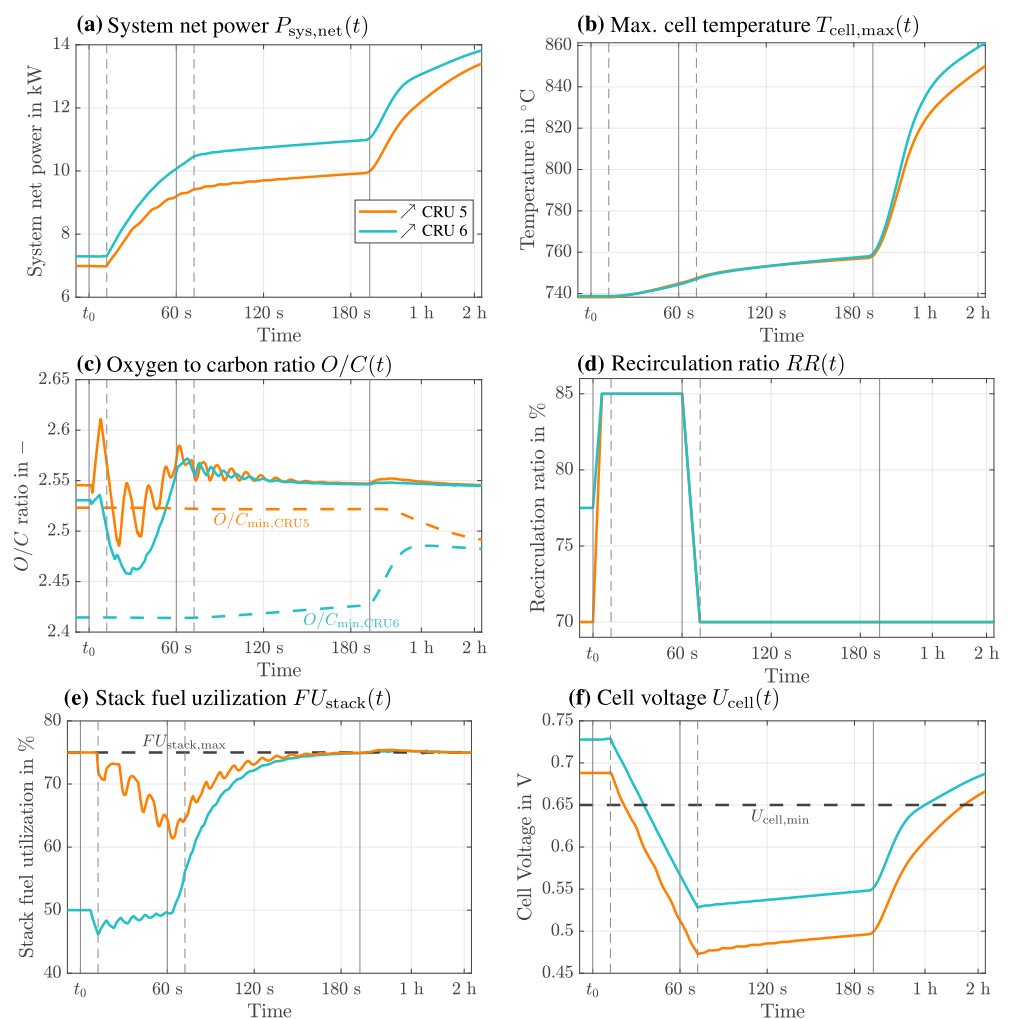 (a) System net power P_sys,net(t)
System net power in kW
14
12
10
8
6
↗ CRU 5
↗ CRU 6
t_0 60 s 120 s 180 s 1 h 2 h
Time
(b) Max. cell temperature T_cell,max(t)
Temperature in °C
860
840
820
800
780
760
740
t_0 60 s 120 s 180 s 1 h 2 h
Time
(c) Oxygen to carbon ratio O/C(t)
O/C ratio in −
2.65
2.6
2.55
2.5
2.45
2.4
O/C_min,CRU5
O/C_min,CRU6
t_0 60 s 120 s 180 s 1 h 2 h
Time
(d) Recirculation ratio RR(t)
Recirculation ratio in %
85
80
75
70
t_0 60 s 120 s 180 s 1 h 2 h
Time
(e) Stack fuel uzilization FU_stack(t)
Stack fuel utilization in %
80
70
60
50
40
FU_stack,max
t_0 60 s 120 s 180 s 1 h 2 h
Time
(f) Cell voltage U_cell(t)
Cell Voltage in V
0.75
0.7
0.65
0.6
0.55
0.5
0.45
U_cell,min
t_0 60 s 120 s 180 s 1 h 2 h
Time